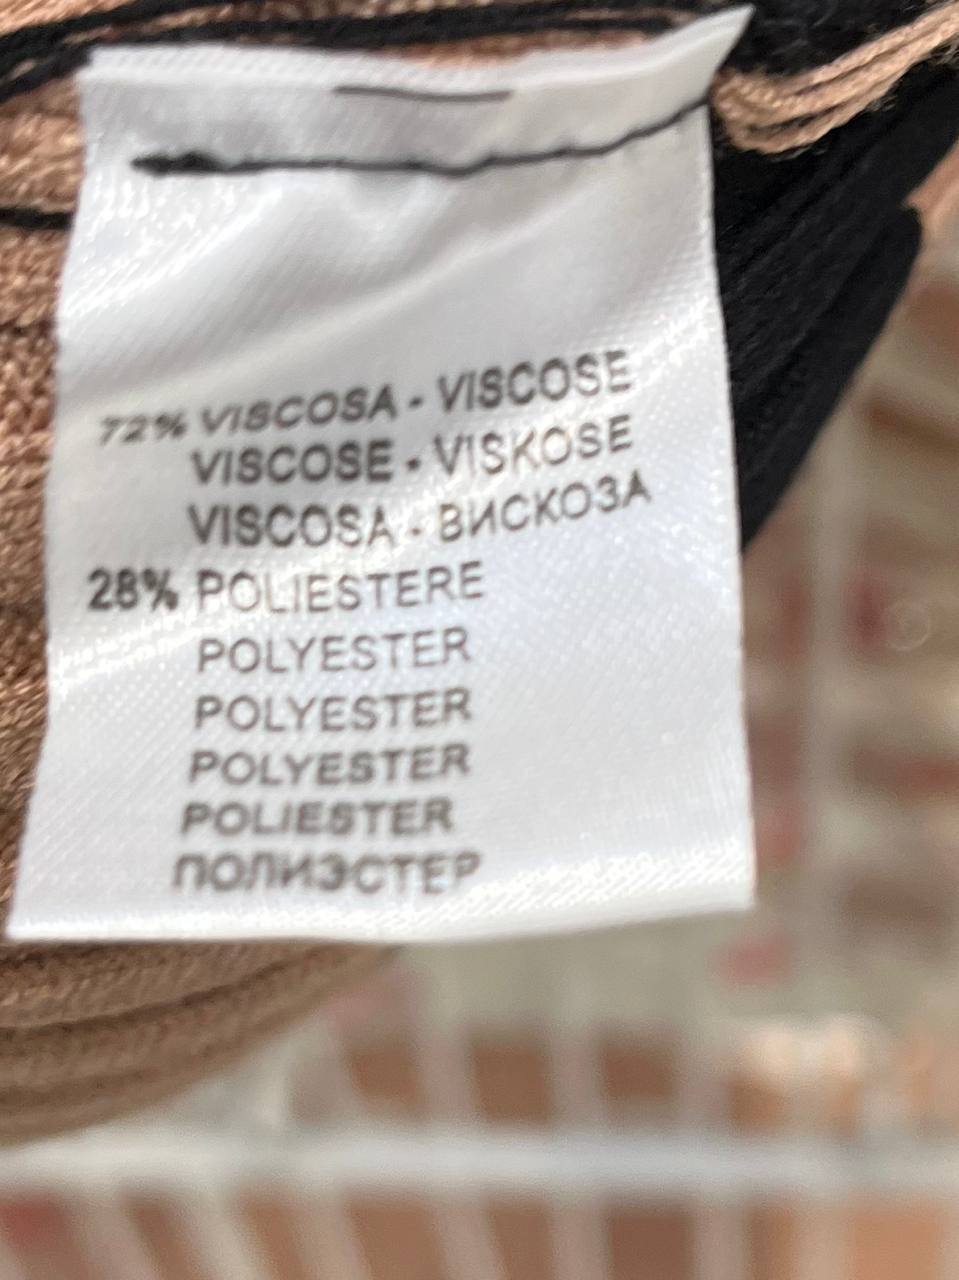 72% VISCOSA - VISCOSE
VISCOSE - VISKOSE
VISCOSA - ВИСКОЗА
28% POLIESTERE
POLYESTER
POLYESTER
POLYESTER
POLIESTER
ПОЛИЭСТЕР